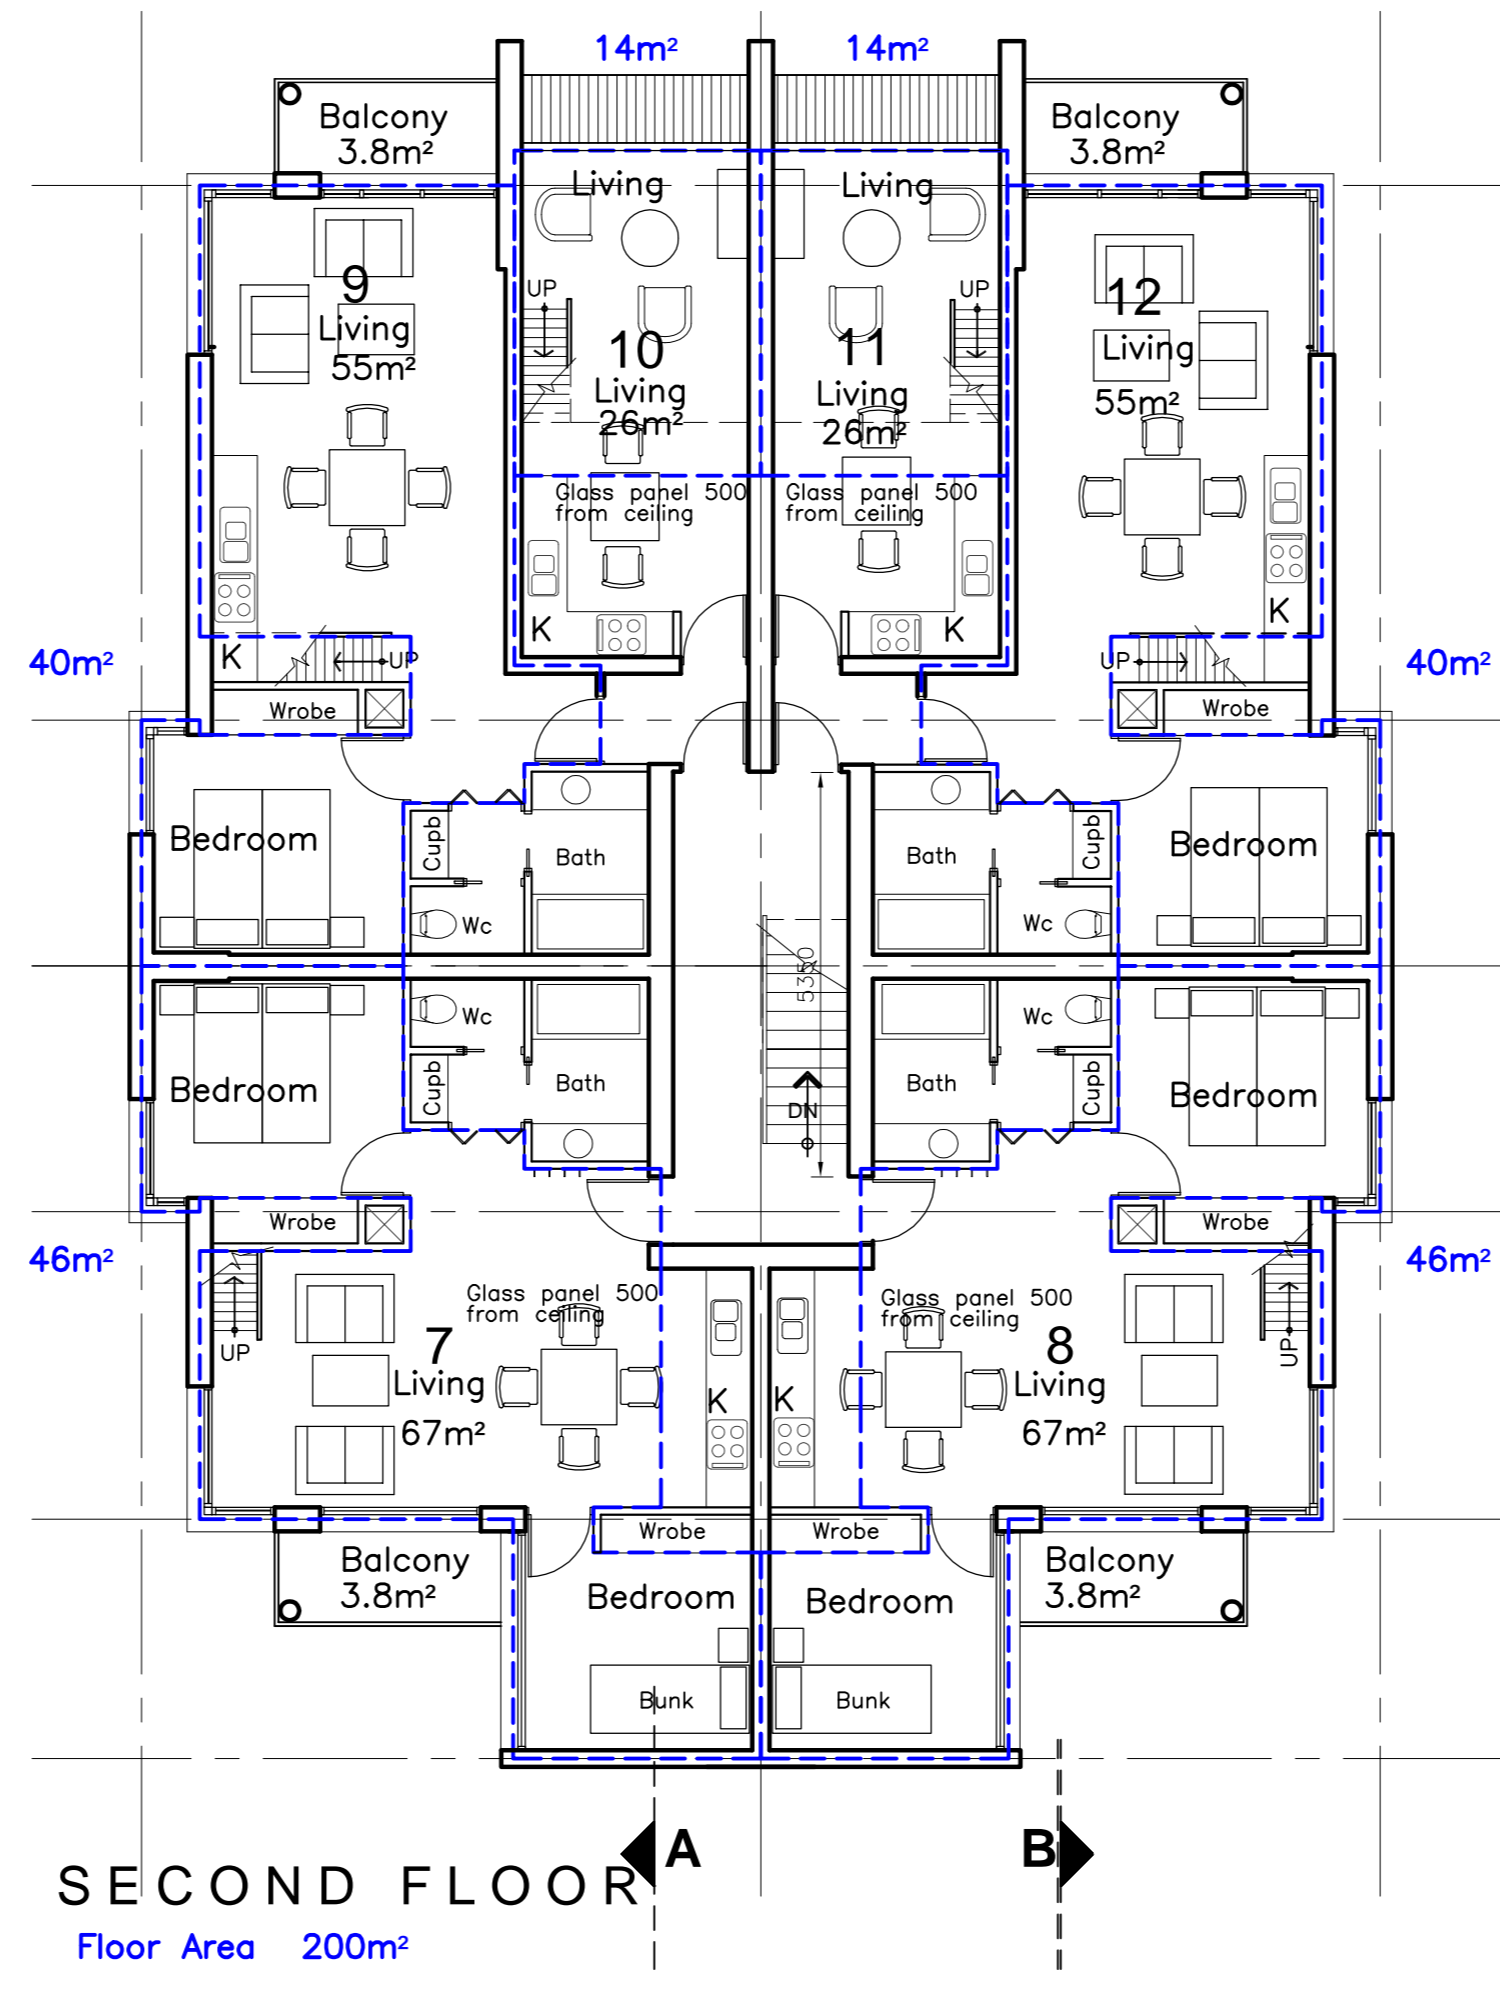 14m²
14m²
Balcony
3.8m²
Balcony
3.8m²
Living
Living
9
Living
55m²
UP
10
Living
26m²
UP
11
Living
26m²
12
Living
55m²
Glass panel 500
from ceiling
Glass panel 500
from ceiling
K
K
K
K
40m²
UP
UP
40m²
Wrobe
Wrobe
Bedroom
Cupb
Bath
Bath
Cupb
Bedroom
Wc
Wc
5350
Wc
Wc
Bedroom
Cupb
Bath
DN
Bath
Cupb
Bedroom
Wrobe
Wrobe
46m²
46m²
UP
Glass panel 500
from ceiling
Glass panel 500
from ceiling
UP
7
Living
67m²
K
K
8
Living
67m²
Wrobe
Wrobe
Balcony
3.8m²
Balcony
3.8m²
Bedroom
Bedroom
Bunk
Bunk
A
B
SECOND FLOOR
Floor Area 200m²